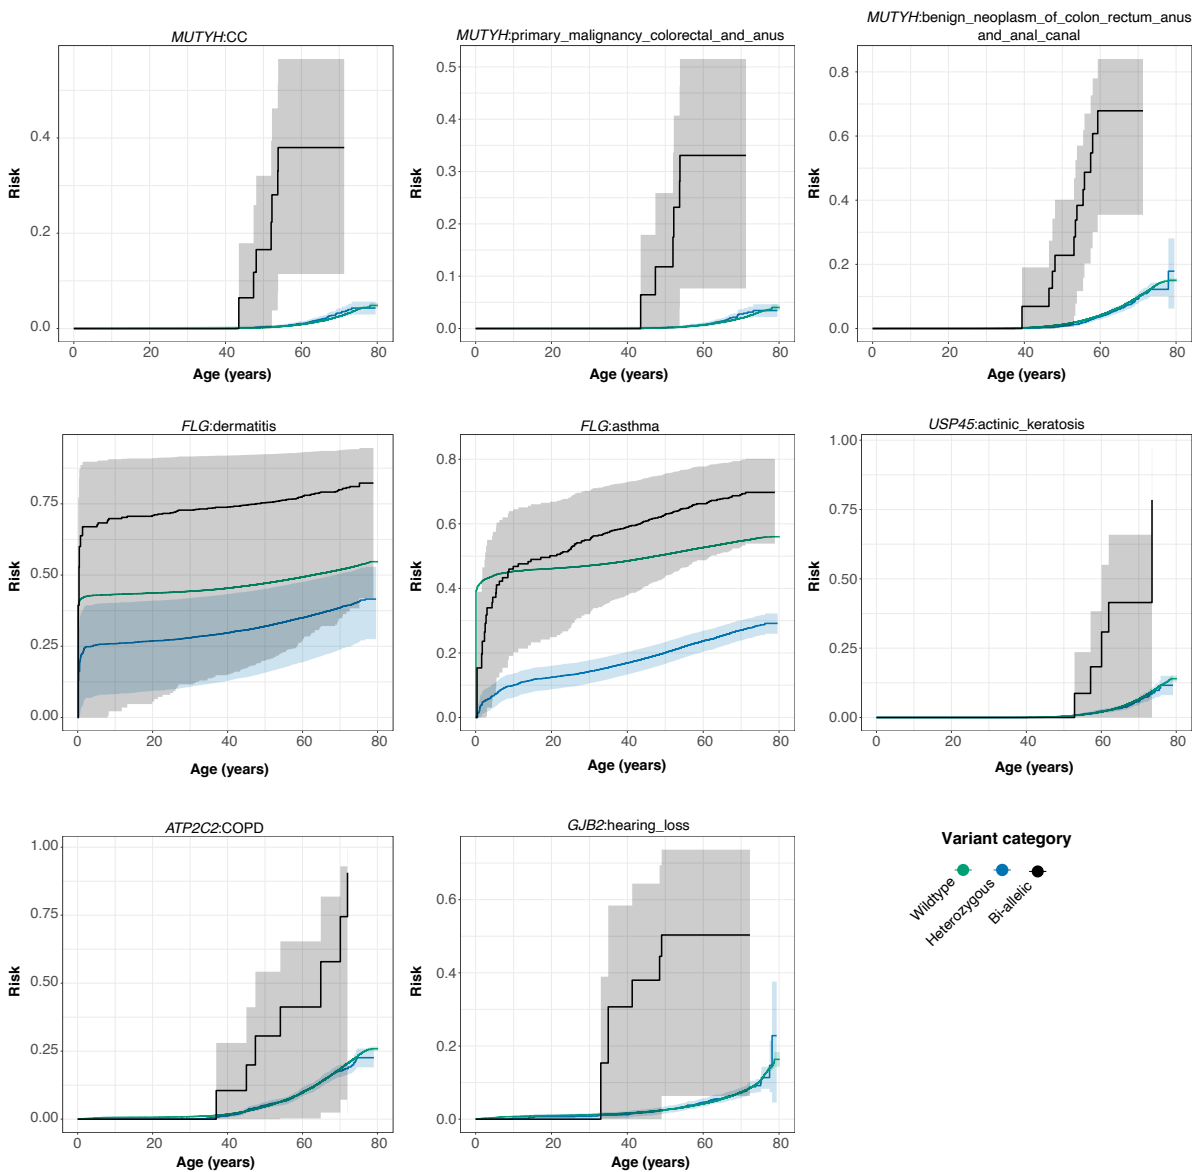 MUTYH:CC
Risk
0.4
0.2
0.0
0 20 40 60 80
Age (years)
MUTYH:primary_malignancy_colorectal_and_anus
Risk
0.5
0.4
0.3
0.2
0.1
0.0
0 20 40 60 80
Age (years)
MUTYH:benign_neoplasm_of_colon_rectum_anus
and_anal_canal
Risk
0.8
0.6
0.4
0.2
0.0
0 20 40 60 80
Age (years)
FLG:dermatitis
Risk
0.75
0.50
0.25
0.00
0 20 40 60 80
Age (years)
FLG:asthma
Risk
0.8
0.6
0.4
0.2
0.0
0 20 40 60 80
Age (years)
USP45:actinic_keratosis
Risk
1.00
0.75
0.50
0.25
0.00
0 20 40 60 80
Age (years)
ATP2C2:COPD
Risk
1.00
0.75
0.50
0.25
0.00
0 20 40 60 80
Age (years)
GJB2:hearing_loss
Risk
0.6
0.4
0.2
0.0
0 20 40 60 80
Age (years)
Variant category
Wildtype
Heterozygous
Bi-allelic